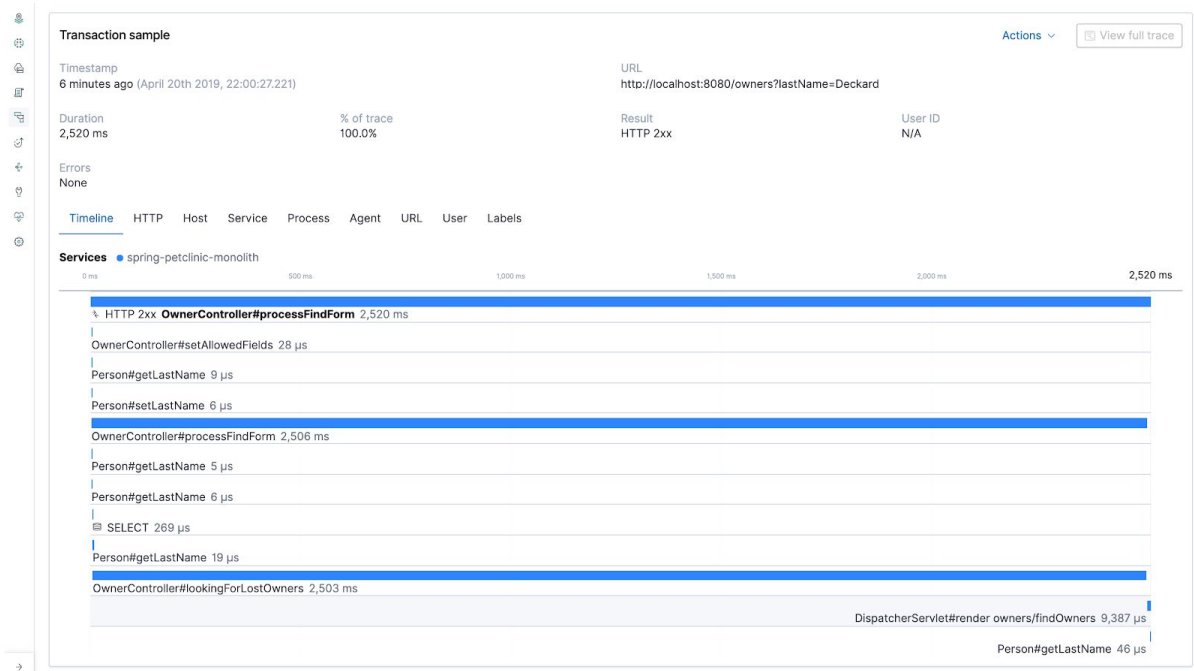 Transaction sample
Actions
View full trace
Timestamp
6 minutes ago (April 20th 2019, 22:00:27.221)
URL
http://localhost:8080/owners?lastName=Deckard
Duration
2,520 ms
% of trace
100.0%
Result
HTTP 2xx
User ID
N/A
Errors
None
Timeline HTTP Host Service Process Agent URL User Labels
Services spring-petclinic-monolith
0 ms 500 ms 1,000 ms 1,500 ms 2,000 ms 2,520 ms
HTTP 2xx OwnerController#processFindForm 2,520 ms
OwnerController#setAllowedFields 28 μs
Person#getLastName 9 μs
Person#setLastName 6 μs
OwnerController#processFindForm 2,506 ms
Person#getLastName 5 μs
Person#getLastName 6 μs
SELECT 269 μs
Person#getLastName 19 μs
OwnerController#lookingForLostOwners 2,503 ms
DispatcherServlet#render owners/findOwners 9,387 μs
Person#getLastName 46 μs